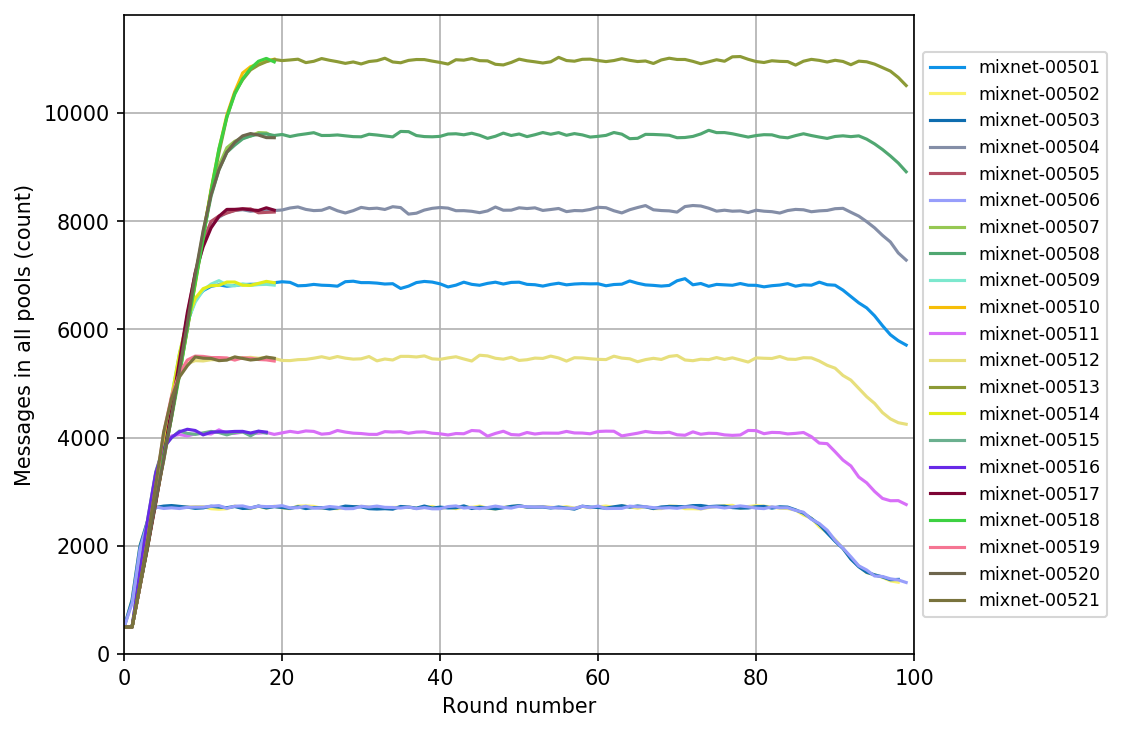 Messages in all pools (count)
10000
8000
6000
4000
2000
0
0 20 40 60 80 100
Round number
mixnet-00501
mixnet-00502
mixnet-00503
mixnet-00504
mixnet-00505
mixnet-00506
mixnet-00507
mixnet-00508
mixnet-00509
mixnet-00510
mixnet-00511
mixnet-00512
mixnet-00513
mixnet-00514
mixnet-00515
mixnet-00516
mixnet-00517
mixnet-00518
mixnet-00519
mixnet-00520
mixnet-00521